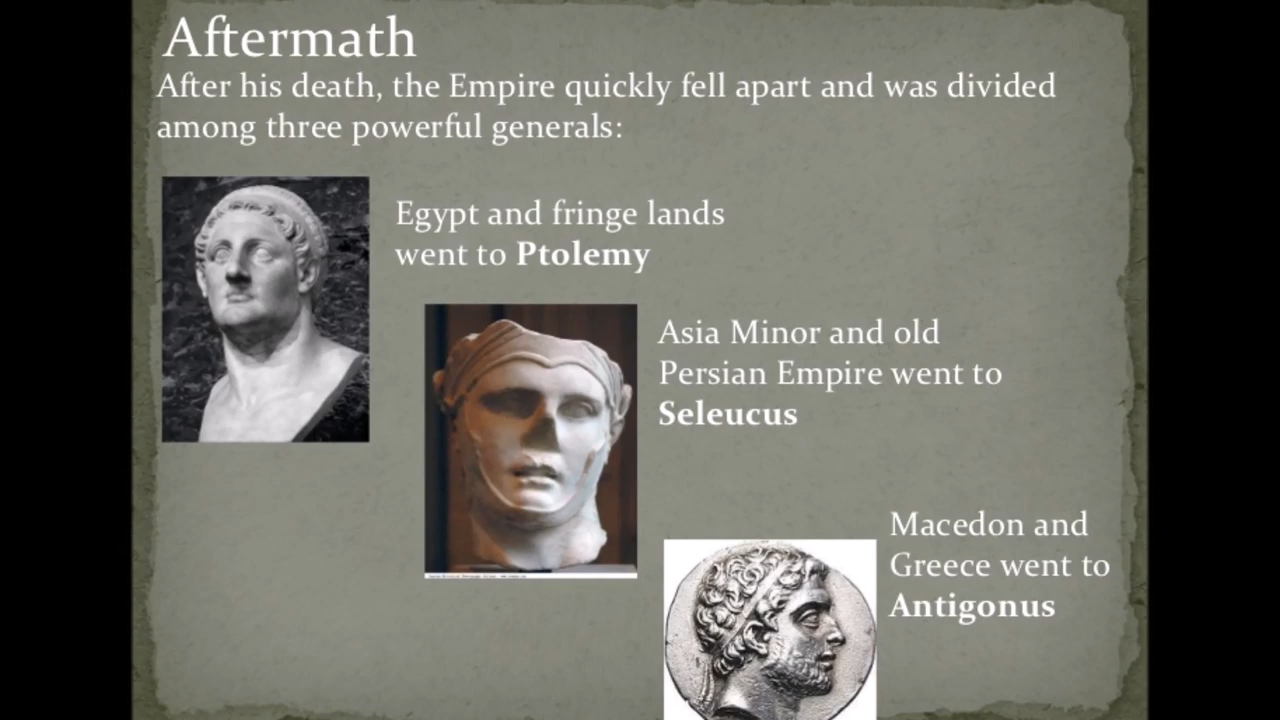 Aftermath
After his death, the Empire quickly fell apart and was divided
among three powerful generals:
Egypt and fringe lands
went to Ptolemy
Asia Minor and old
Persian Empire went to
Seleucus
Macedon and
Greece went to
Antigonus